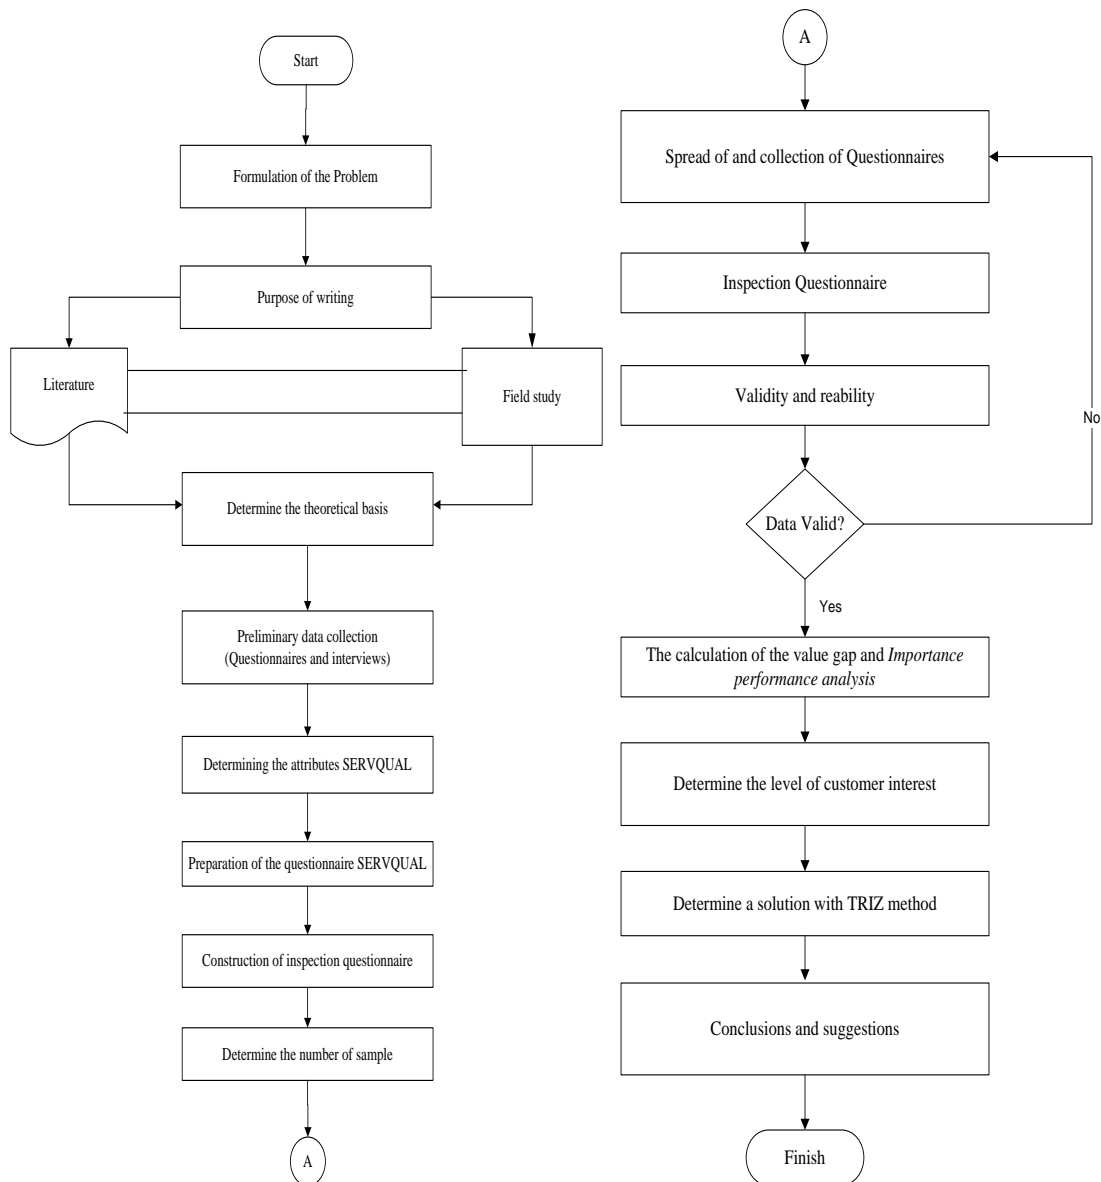 Start
Formulation of the Problem
Purpose of writing
Literature
Field study
Determine the theoretical basis
Preliminary data collection
(Questionnaires and interviews)
Determining the attributes SERVQUAL
Preparation of the questionnaire SERVQUAL
Construction of inspection questionnaire
Determine the number of sample
A
A
Spread of and collection of Questionnaires
Inspection Questionnaire
Validity and reability
No
Data Valid?
Yes
The calculation of the value gap and Importance
performance analysis
Determine the level of customer interest
Determine a solution with TRIZ method
Conclusions and suggestions
Finish